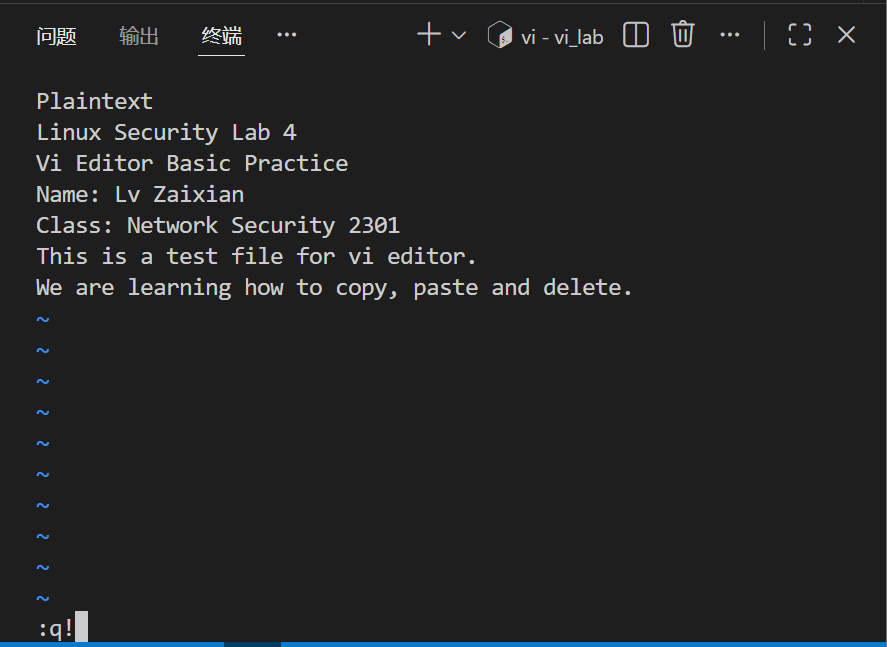 问题 输出 终端 ··· vi - vi_lab ···
Plaintext
Linux Security Lab 4
Vi Editor Basic Practice
Name: Lv Zaixian
Class: Network Security 2301
This is a test file for vi editor.
We are learning how to copy, paste and delete.
~
~
~
~
~
~
~
~
~
~
:q!